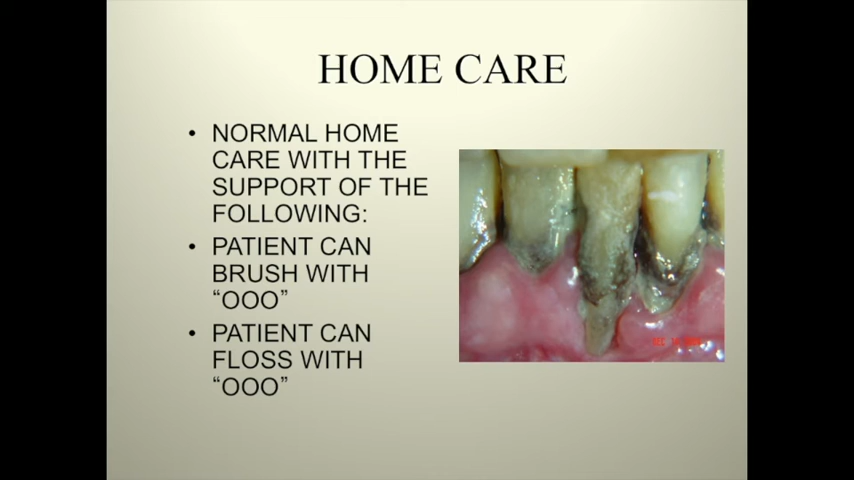 HOME CARE
• NORMAL HOME
CARE WITH THE
SUPPORT OF THE
FOLLOWING:
• PATIENT CAN
BRUSH WITH
“OOO”
• PATIENT CAN
FLOSS WITH
“OOO”